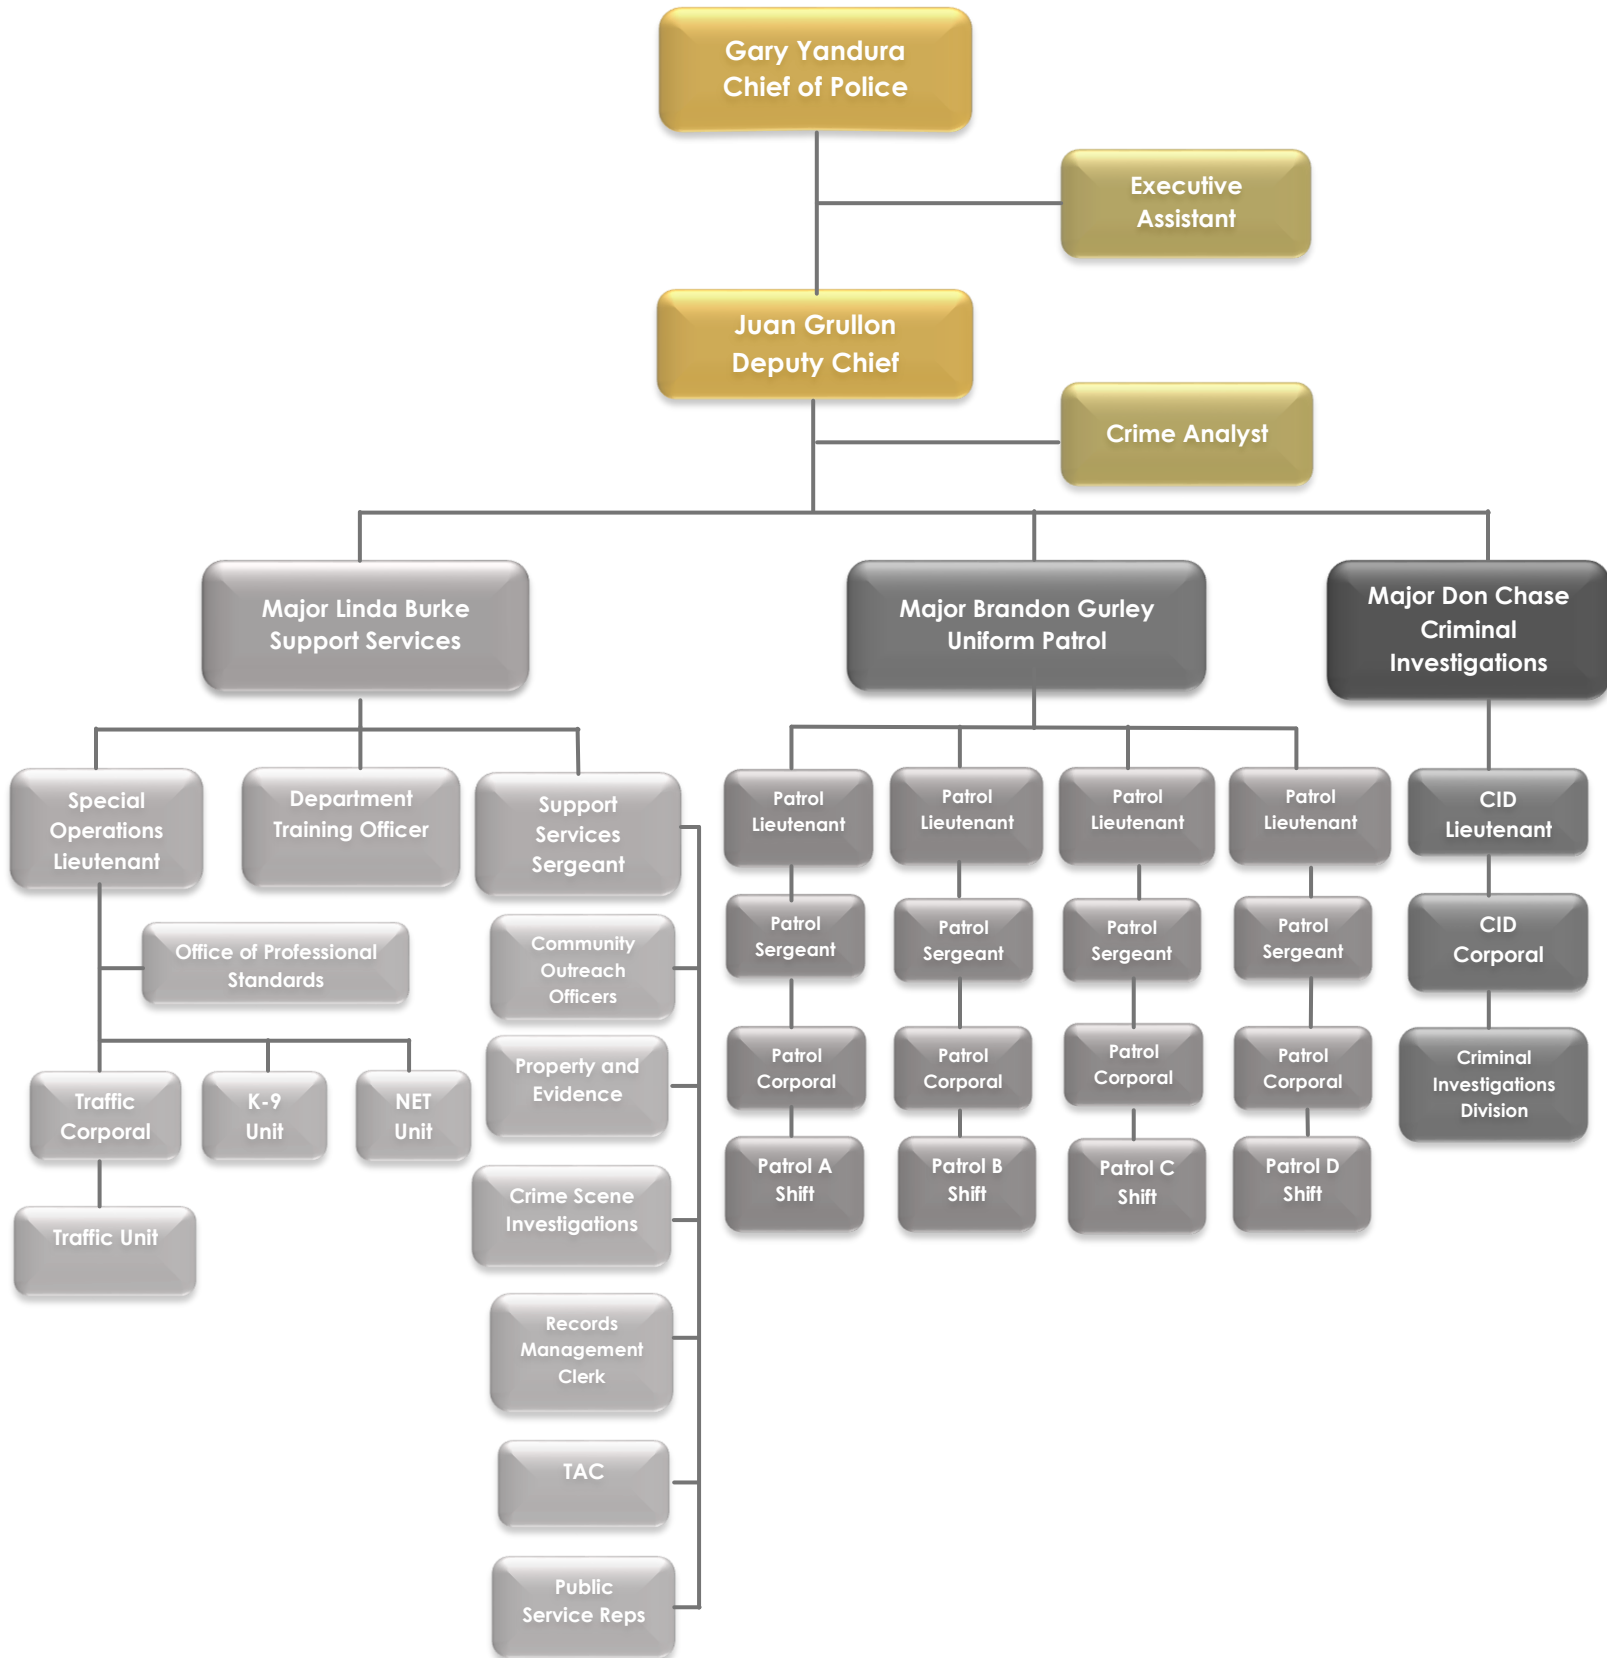 Gary Yandura
Chief of Police
Executive
Assistant
Juan Grullon
Deputy Chief
Crime Analyst
Major Linda Burke
Support Services
Major Brandon Gurley
Uniform Patrol
Major Don Chase
Criminal
Investigations
Special
Operations
Lieutenant
Department
Training Officer
Support
Services
Sergeant
Patrol
Lieutenant
Patrol
Lieutenant
Patrol
Lieutenant
Patrol
Lieutenant
CID
Lieutenant
Office of Professional
Standards
Community
Outreach
Officers
Patrol
Sergeant
Patrol
Sergeant
Patrol
Sergeant
Patrol
Sergeant
CID
Corporal
Traffic
Corporal
K-9
Unit
NET
Unit
Property and
Evidence
Patrol
Corporal
Patrol
Corporal
Patrol
Corporal
Patrol
Corporal
Criminal
Investigations
Division
Traffic Unit
Crime Scene
Investigations
Patrol A
Shift
Patrol B
Shift
Patrol C
Shift
Patrol D
Shift
Records
Management
Clerk
TAC
Public
Service Reps